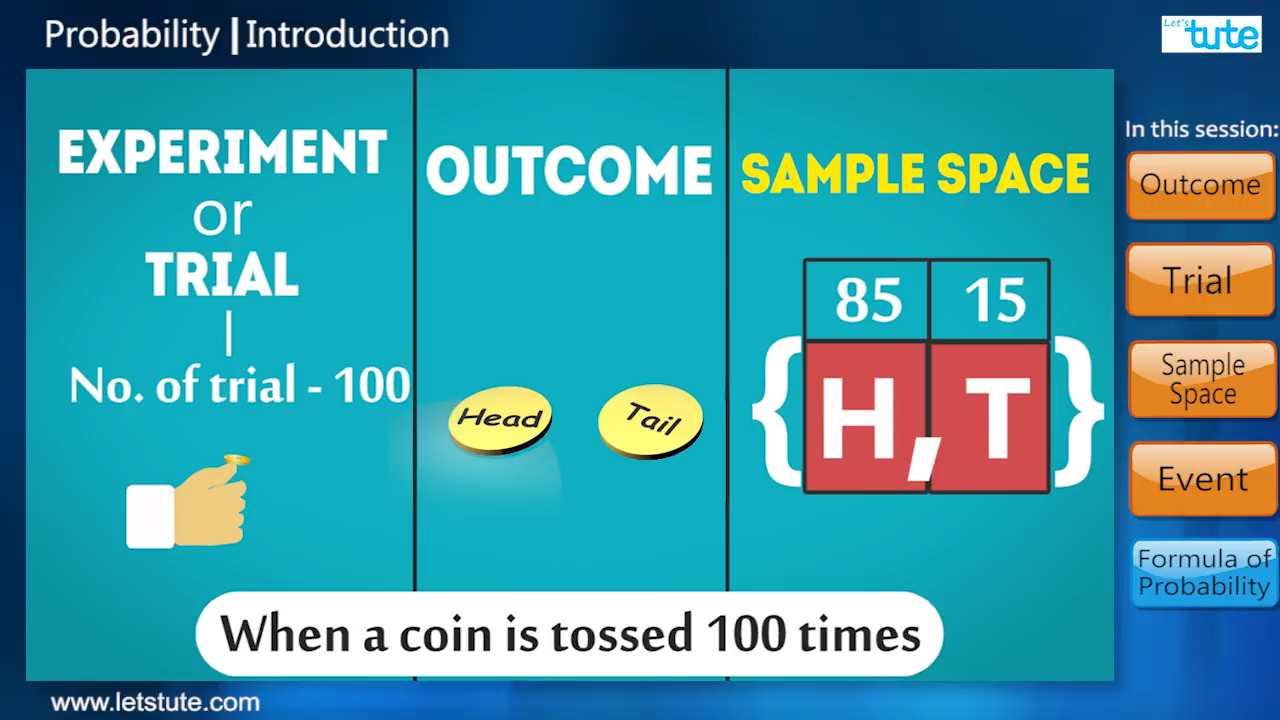 Probability | Introduction
Let's
tute
EXPERIMENT
or
TRIAL
No. of trial - 100
OUTCOME
Head
Tail
SAMPLE SPACE
85 15
{H,T}
When a coin is tossed 100 times
In this session:
Outcome
Trial
Sample
Space
Event
Formula of
Probability
www.letstute.com